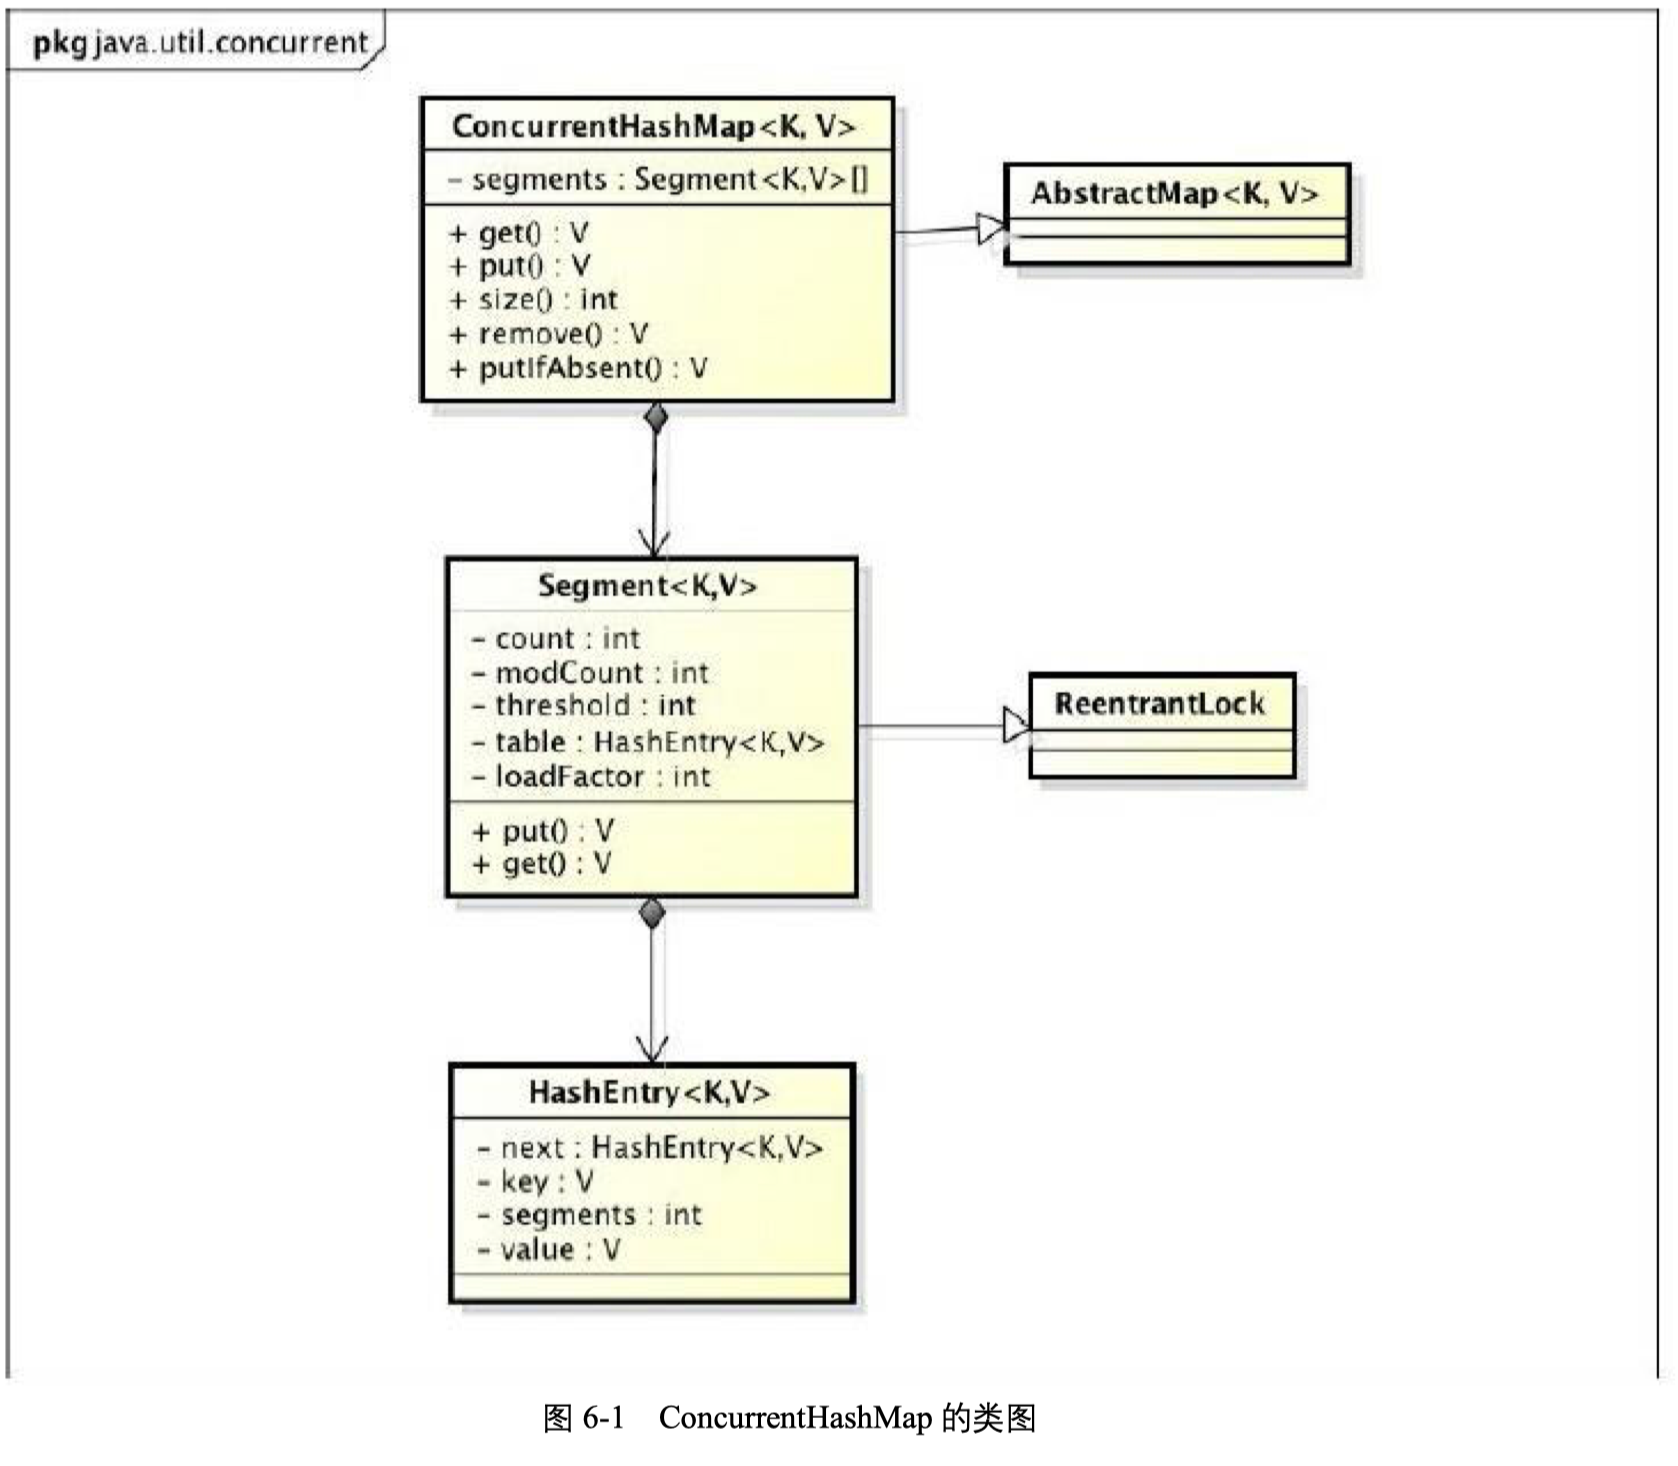 pkg java.util.concurrent
ConcurrentHashMap<K, V>
- segments : Segment<K,V>[]
+ get() : V
+ put() : V
+ size() : int
+ remove() : V
+ putIfAbsent() : V
AbstractMap<K, V>
Segment<K,V>
- count : int
- modCount : int
- threshold : int
- table : HashEntry<K,V>
- loadFactor : int
+ put() : V
+ get() : V
ReentrantLock
HashEntry<K,V>
- next : HashEntry<K,V>
- key : V
- segments : int
- value : V
图 6-1 ConcurrentHashMap 的类图